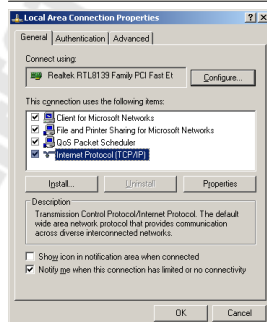 Local Area Connection Properties
General Authentication Advanced
Connect using:
Realtek RTL8139 Family PCI Fast Et
Configure...
This connection uses the following items:
Client for Microsoft Networks
File and Printer Sharing for Microsoft Networks
QoS Packet Scheduler
Internet Protocol (TCP/IP)
Install... Uninstall Properties
Description
Transmission Control Protocol/Internet Protocol. The default
wide area network protocol that provides communication
across diverse interconnected networks.
Show icon in notification area when connected
Notify me when this connection has limited or no connectivity
OK Cancel